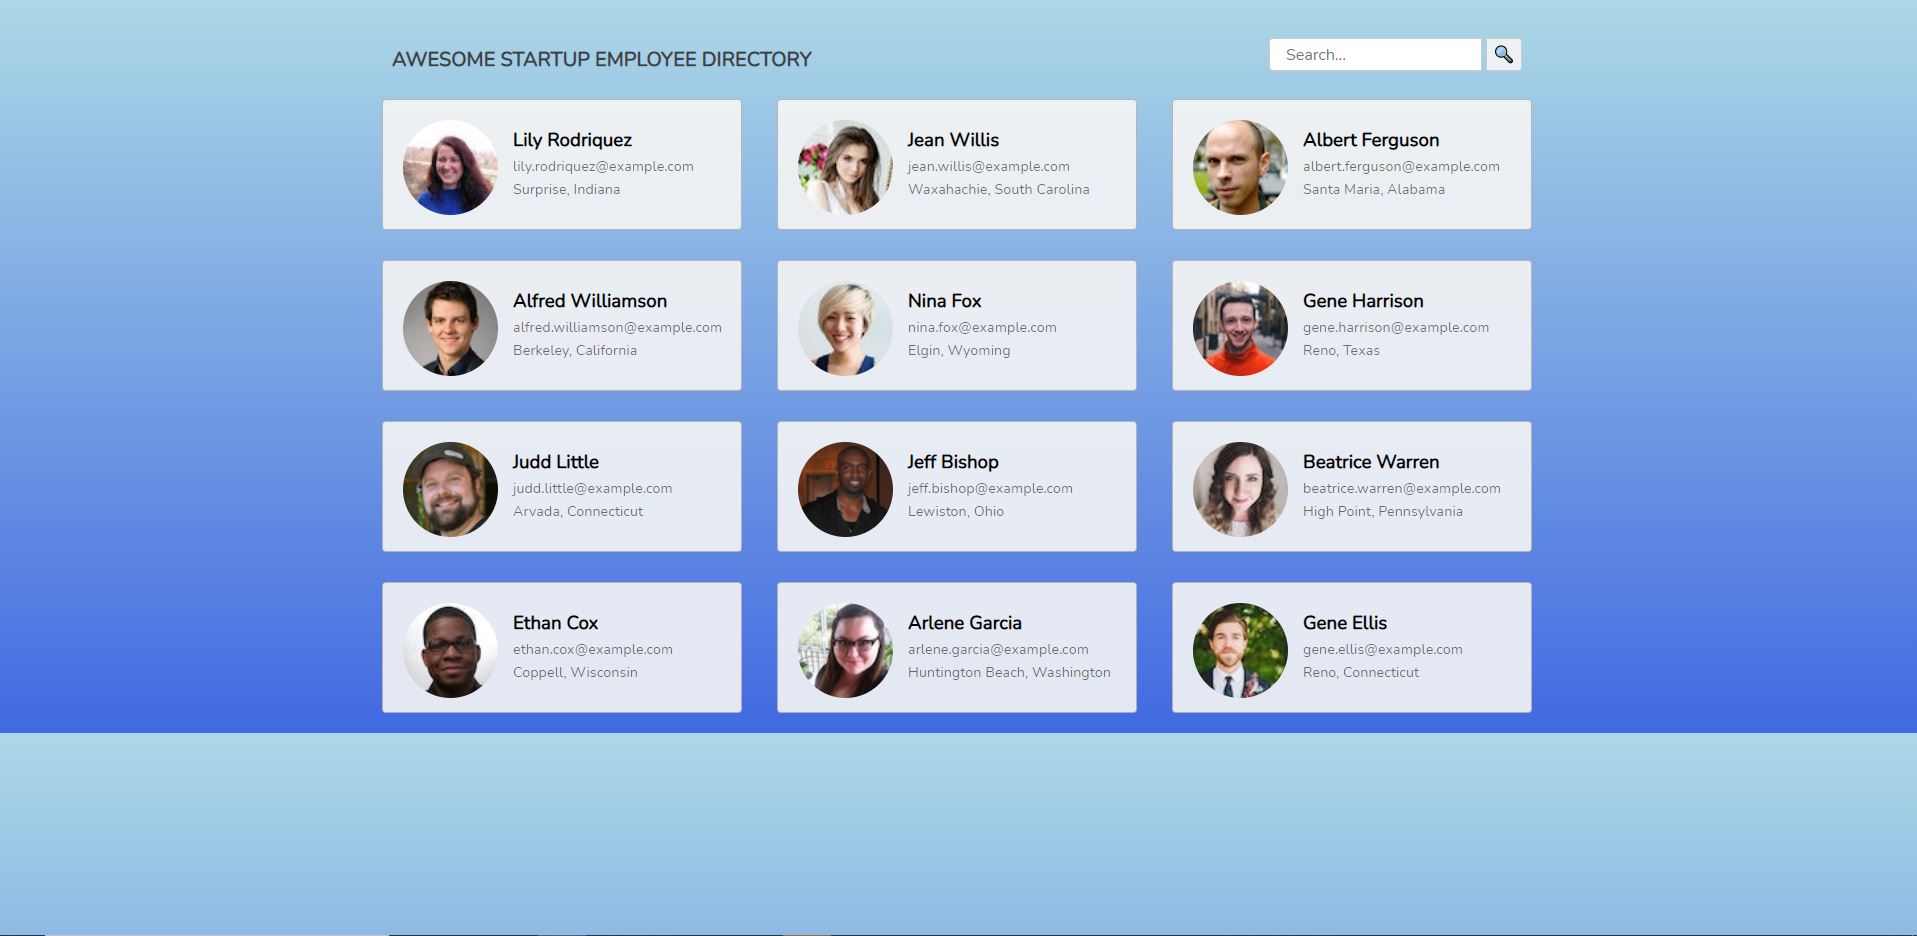 AWESOME STARTUP EMPLOYEE DIRECTORY
Search...
Lily Rodriquez
lily.rodriquez@example.com
Surprise, Indiana
Jean Willis
jean.willis@example.com
Waxahachie, South Carolina
Albert Ferguson
albert.ferguson@example.com
Santa Maria, Alabama
Alfred Williamson
alfred.williamson@example.com
Berkeley, California
Nina Fox
nina.fox@example.com
Elgin, Wyoming
Gene Harrison
gene.harrison@example.com
Reno, Texas
Judd Little
judd.little@example.com
Arvada, Connecticut
Jeff Bishop
jeff.bishop@example.com
Lewiston, Ohio
Beatrice Warren
beatrice.warren@example.com
High Point, Pennsylvania
Ethan Cox
ethan.cox@example.com
Coppell, Wisconsin
Arlene Garcia
arlene.garcia@example.com
Huntington Beach, Washington
Gene Ellis
gene.ellis@example.com
Reno, Connecticut